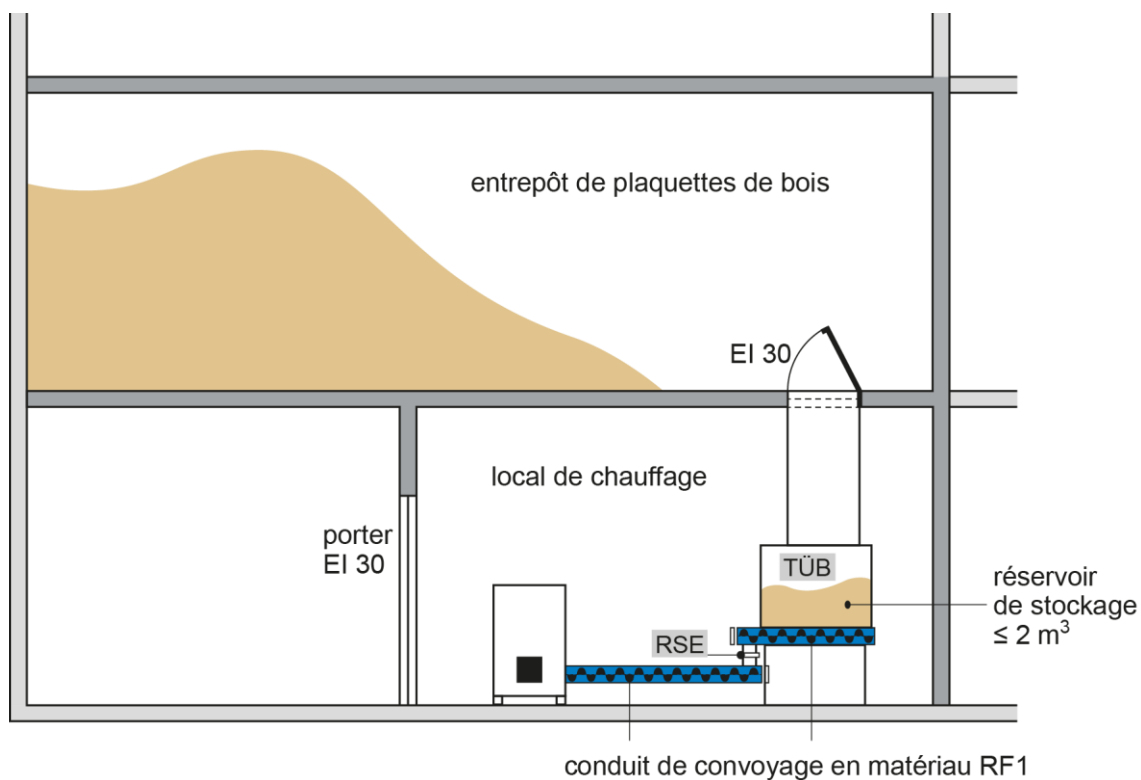 entrepôt de plaquettes de bois
EI 30
local de chauffage
porter
EI 30
TÜB
réservoir
de stockage
≤ 2 m³
RSE
conduit de convoyage en matériau RF1